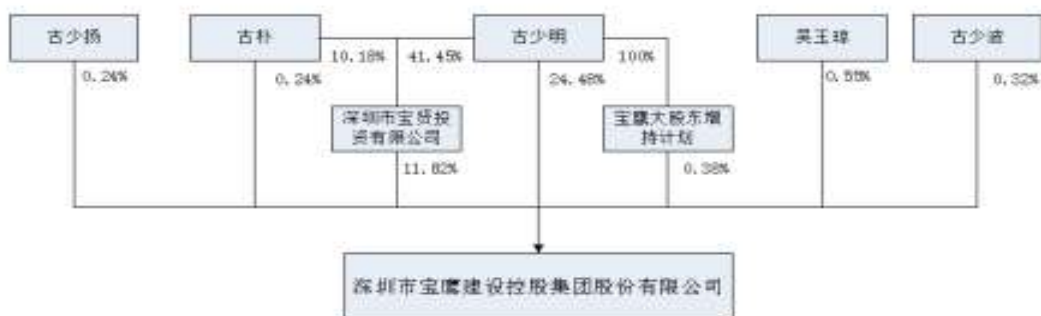 古少扬
古朴
古少明
吴玉琼
古少波
10.18%
41.45%
100%
0.24%
0.24%
24.48%
0.55%
0.32%
深圳市宝贤投
资有限公司
宝鹰大股东增
持计划
11.82%
0.38%
深圳市宝鹰建设控股集团股份有限公司